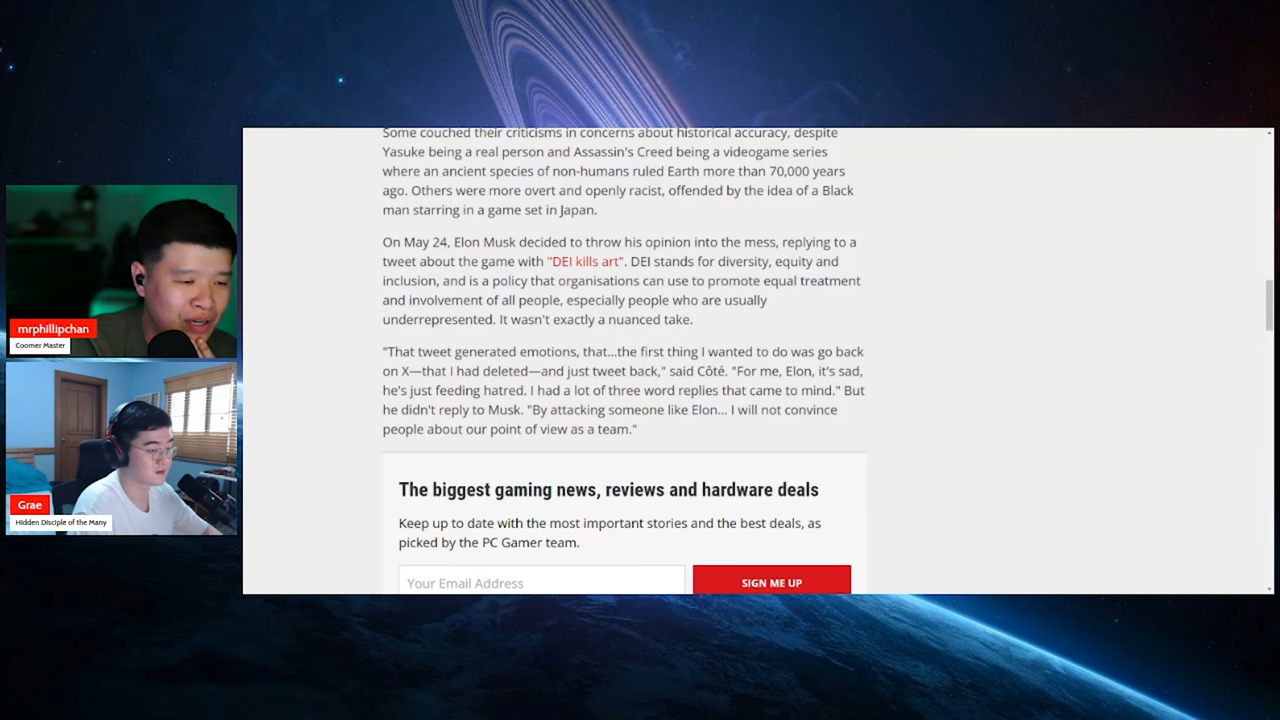 Some couched their criticisms in concerns about historical accuracy, despite
Yasuke being a real person and Assassin's Creed being a videogame series
where an ancient species of non-humans ruled Earth more than 70,000 years
ago. Others were more overt and openly racist, offended by the idea of a Black
man starring in a game set in Japan.
On May 24, Elon Musk decided to throw his opinion into the mess, replying to a
tweet about the game with "DEI kills art". DEI stands for diversity, equity and
inclusion, and is a policy that organisations can use to promote equal treatment
and involvement of all people, especially people who are usually
underrepresented. It wasn't exactly a nuanced take.
"That tweet generated emotions, that...the first thing I wanted to do was go back
on X—that I had deleted—and just tweet back," said Côté. "For me, Elon, it's sad,
he's just feeding hatred. I had a lot of three word replies that came to mind." But
he didn't reply to Musk. "By attacking someone like Elon... I will not convince
people about our point of view as a team."
The biggest gaming news, reviews and hardware deals
Keep up to date with the most important stories and the best deals, as
picked by the PC Gamer team.
Your Email Address
SIGN ME UP
mrphillipchan
Coomer Master
Grae
Hidden Disciple of the Many